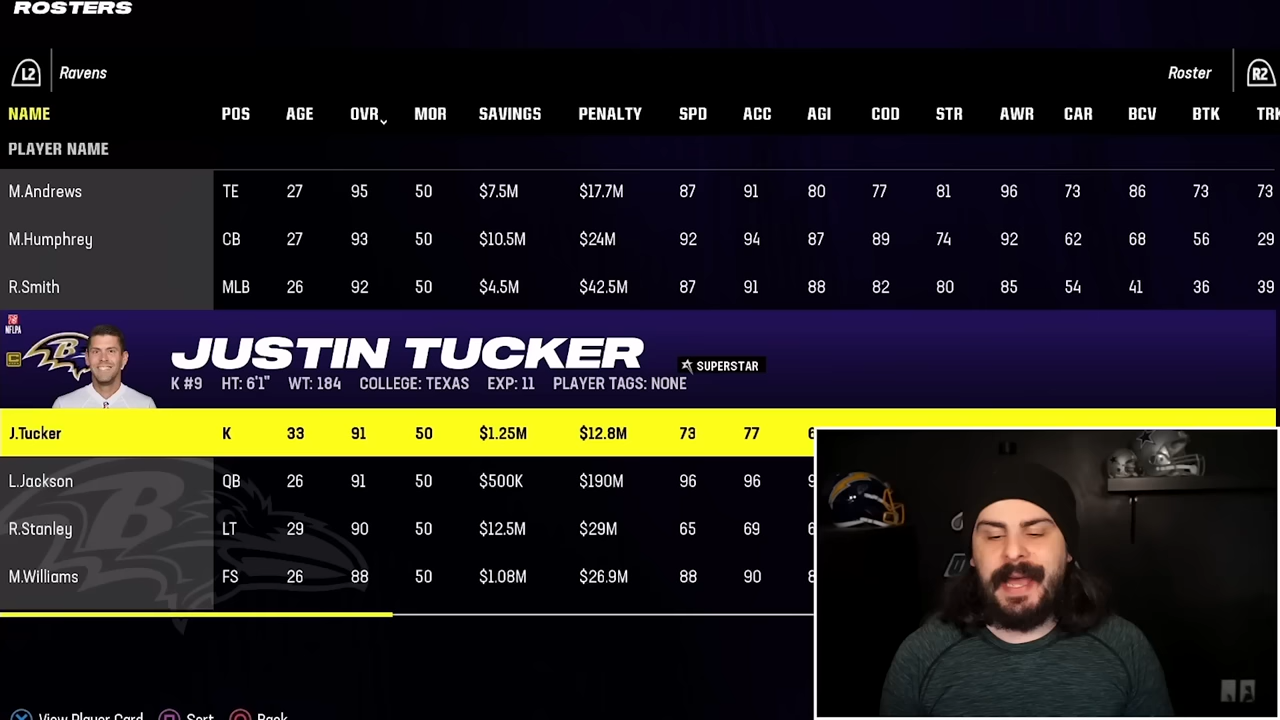 ROSTERS
L2 Ravens Roster R2
NAME POS AGE OVR MOR SAVINGS PENALTY SPD ACC AGI COD STR AWR CAR BCV BTK TRK
PLAYER NAME
M.Andrews TE 27 95 50 $7.5M $17.7M 87 91 80 77 81 96 73 86 73 73
M.Humphrey CB 27 93 50 $10.5M $24M 92 94 87 89 74 92 62 68 56 29
R.Smith MLB 26 92 50 $4.5M $42.5M 87 91 88 82 80 85 54 41 36 39
NFLPA
JUSTIN TUCKER SUPERSTAR
K #9 HT: 6'1" WT: 184 COLLEGE: TEXAS EXP: 11 PLAYER TAGS: NONE
J.Tucker K 33 91 50 $1.25M $12.8M 73 77
L.Jackson QB 26 91 50 $500K $190M 96 96
R.Stanley LT 29 90 50 $12.5M $29M 65 69
M.Williams FS 26 88 50 $1.08M $26.9M 88 90
View Player Card Sort Back